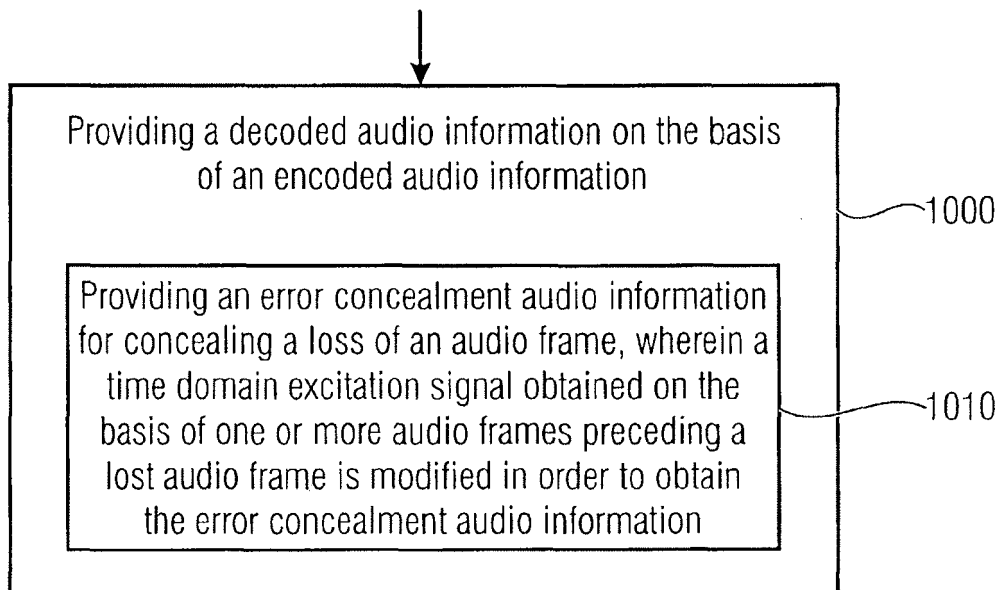 Providing a decoded audio information on the basis
of an encoded audio information
1000
Providing an error concealment audio information
for concealing a loss of an audio frame, wherein a
time domain excitation signal obtained on the
basis of one or more audio frames preceding a
lost audio frame is modified in order to obtain
the error concealment audio information
1010